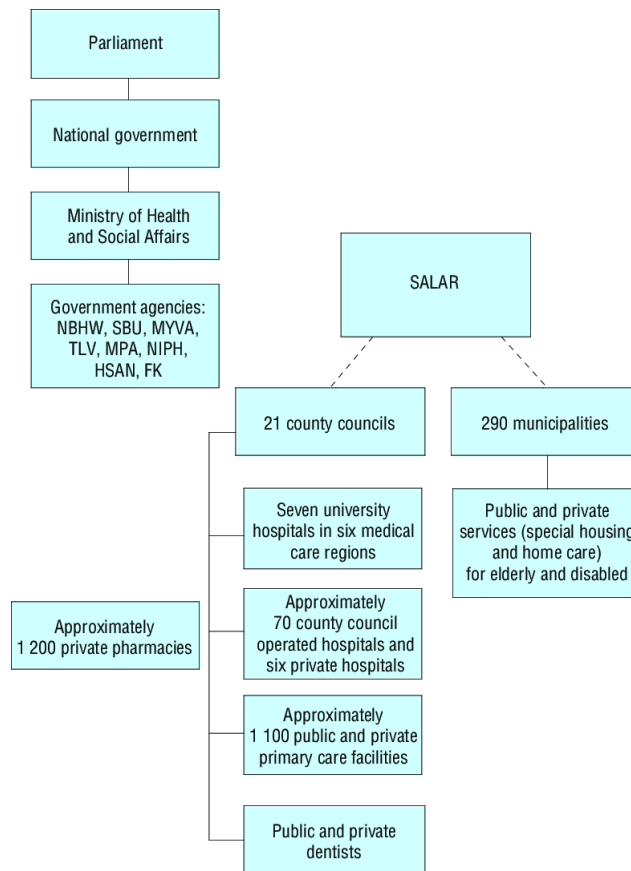 Parliament
National government
Ministry of Health
and Social Affairs
Government agencies:
NBHW, SBU, MYVA,
TLV, MPA, NIPH,
HSAN, FK
SALAR
21 county councils
290 municipalities
Seven university
hospitals in six medical
care regions
Public and private
services (special housing
and home care)
for elderly and disabled
Approximately
1 200 private pharmacies
Approximately
70 county council
operated hospitals and
six private hospitals
Approximately
1 100 public and private
primary care facilities
Public and private
dentists